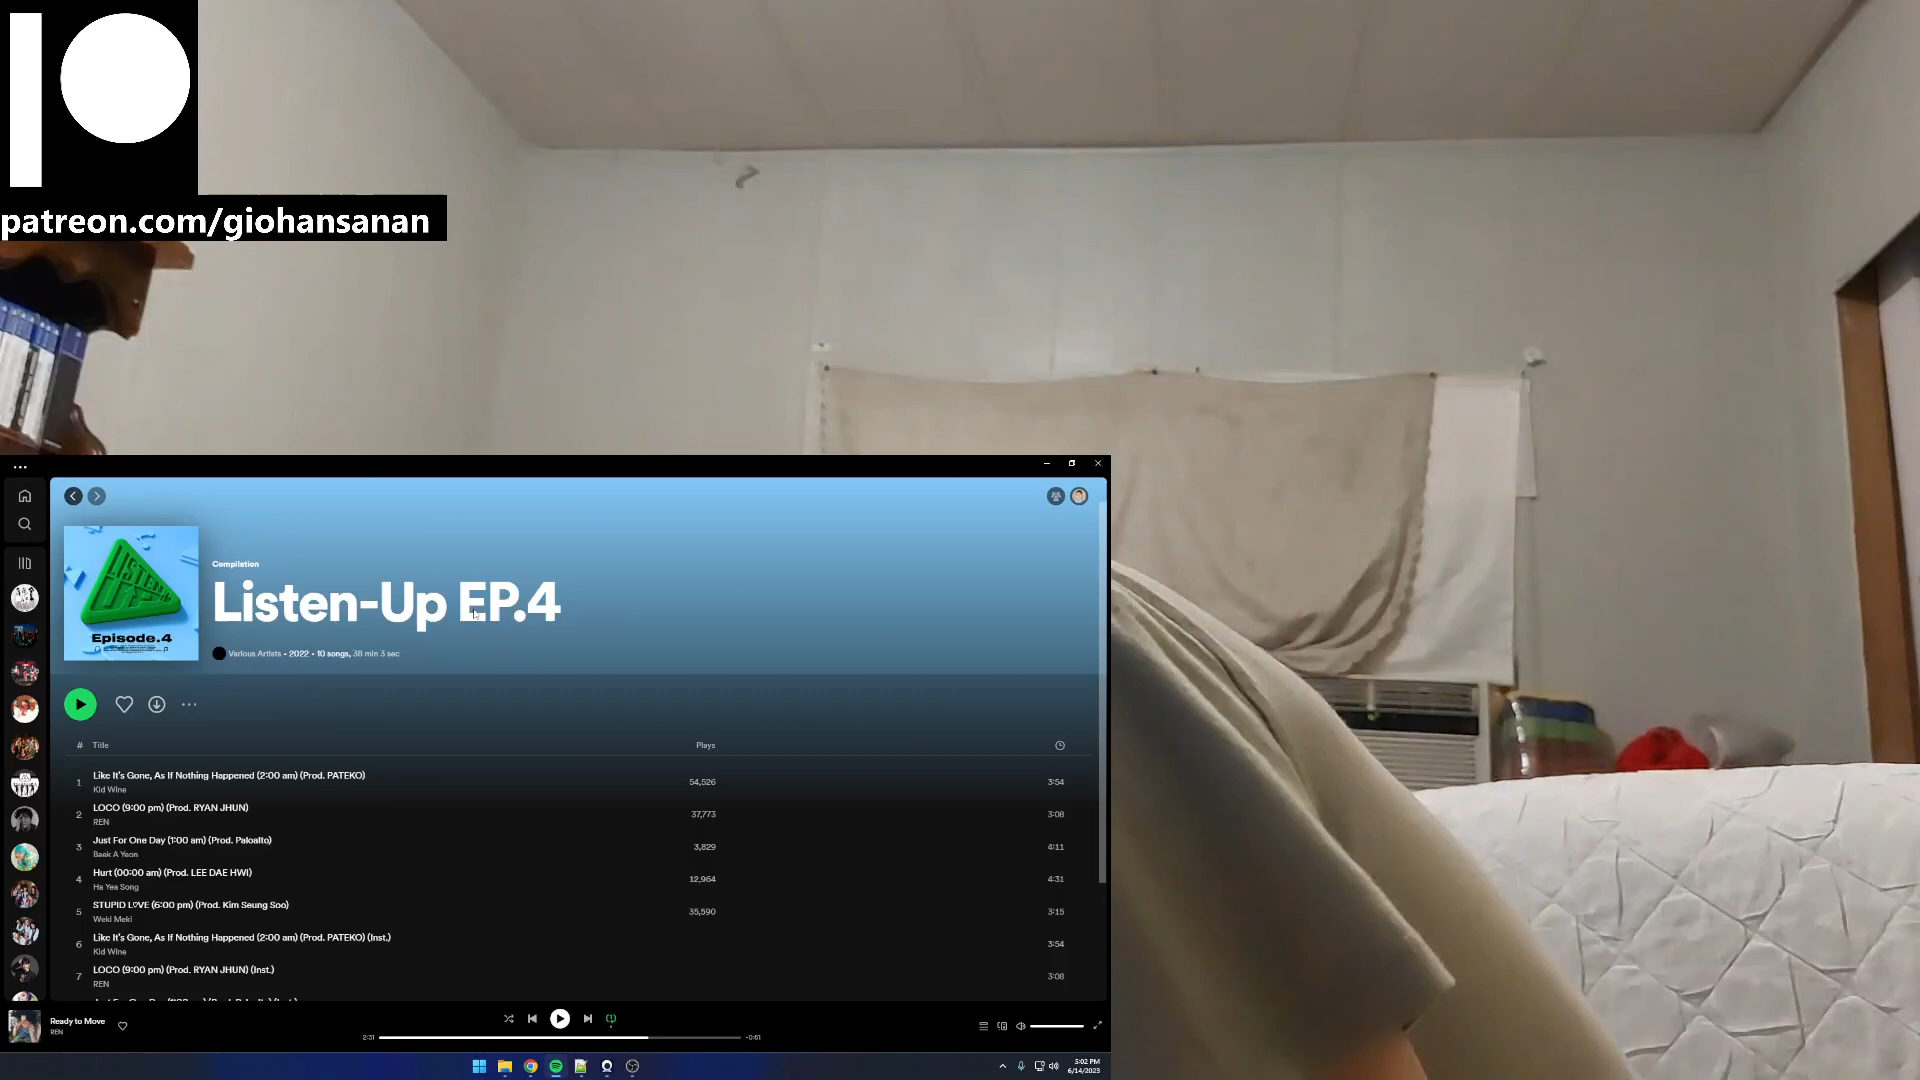 patreon.com/giohansanan
Compilation
Listen-Up EP.4
Episode.4
Various Artists • 2022 • 10 songs, 38 min 3 sec
# Title Plays
1 Like It's Gone, As If Nothing Happened (2:00 am) (Prod. PATEKO) 54,526 3:54
Kid Wine
2 LOCO (9:00 pm) (Prod. RYAN JHUN) 37,773 3:08
REN
3 Just For One Day (1:00 am) (Prod. Paloalto) 3,829 4:11
Baek A Yeon
4 Hurt (00:00 am) (Prod. LEE DAE HWI) 12,964 4:31
Ha Yea Song
5 STUPID LOVE (6:00 pm) (Prod. Kim Seung Soo) 35,590 3:15
Weki Meki
6 Like It's Gone, As If Nothing Happened (2:00 am) (Prod. PATEKO) (Inst.) 3:54
Kid Wine
7 LOCO (9:00 pm) (Prod. RYAN JHUN) (Inst.) 3:08
REN
Ready to Move
REN
2:31 -0:51
5:02 PM
6/14/2023